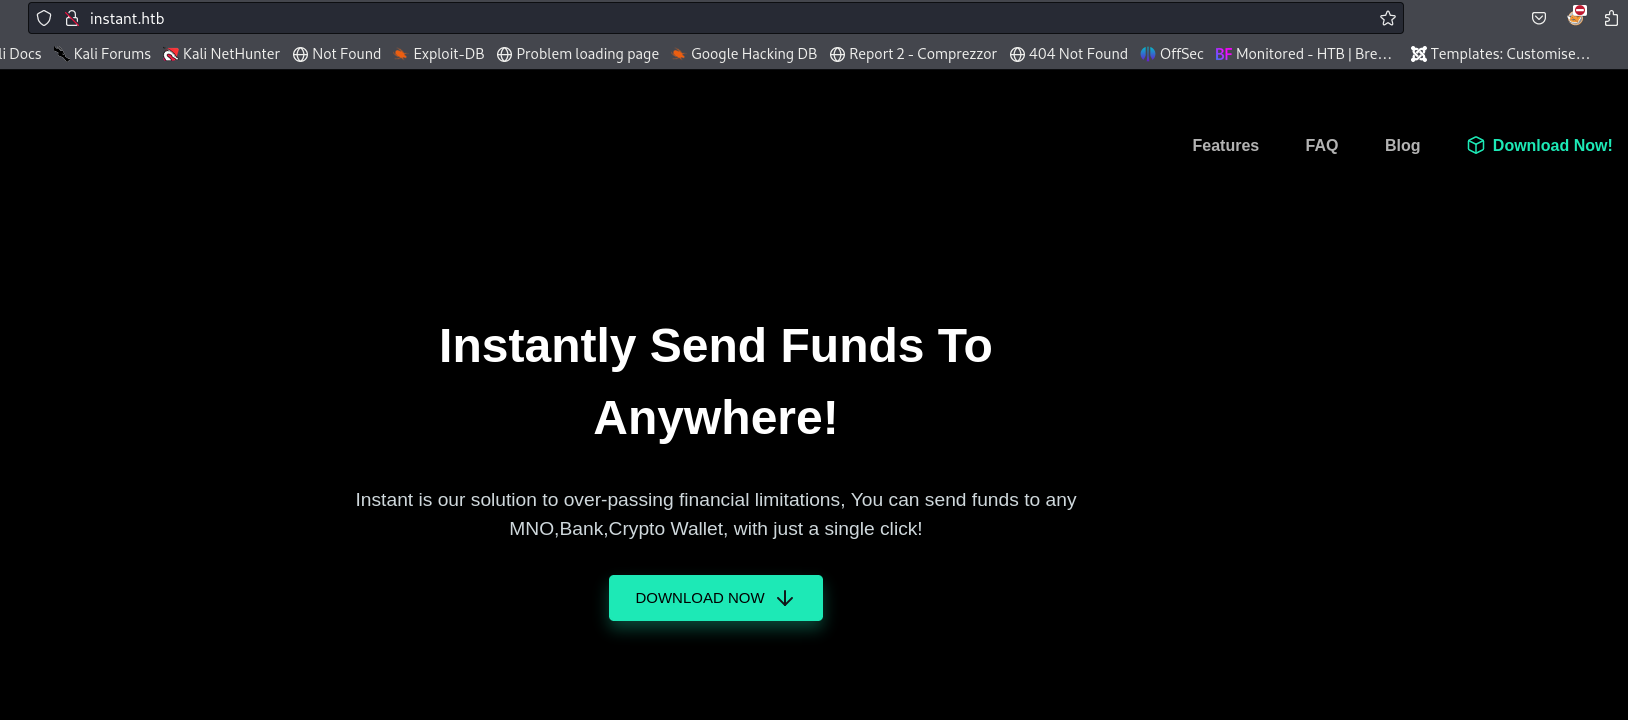 instant.htb
li Docs Kali Forums Kali NetHunter Not Found Exploit-DB Problem loading page Google Hacking DB Report 2 - Comprezzor 404 Not Found OffSec BF Monitored - HTB | Bre… Templates: Customise…
Features FAQ Blog Download Now!
Instantly Send Funds To
Anywhere!
Instant is our solution to over-passing financial limitations, You can send funds to any
MNO,Bank,Crypto Wallet, with just a single click!
DOWNLOAD NOW